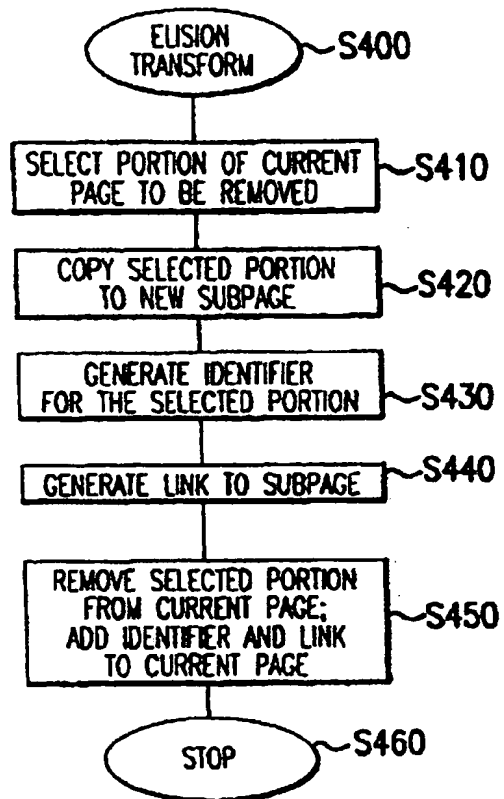 ELISION
TRANSFORM
S400
SELECT PORTION OF CURRENT
PAGE TO BE REMOVED
S410
COPY SELECTED PORTION
TO NEW SUBPAGE
S420
GENERATE IDENTIFIER
FOR THE SELECTED PORTION
S430
GENERATE LINK TO SUBPAGE
S440
REMOVE SELECTED PORTION
FROM CURRENT PAGE;
ADD IDENTIFIER AND LINK
TO CURRENT PAGE
S450
STOP
S460